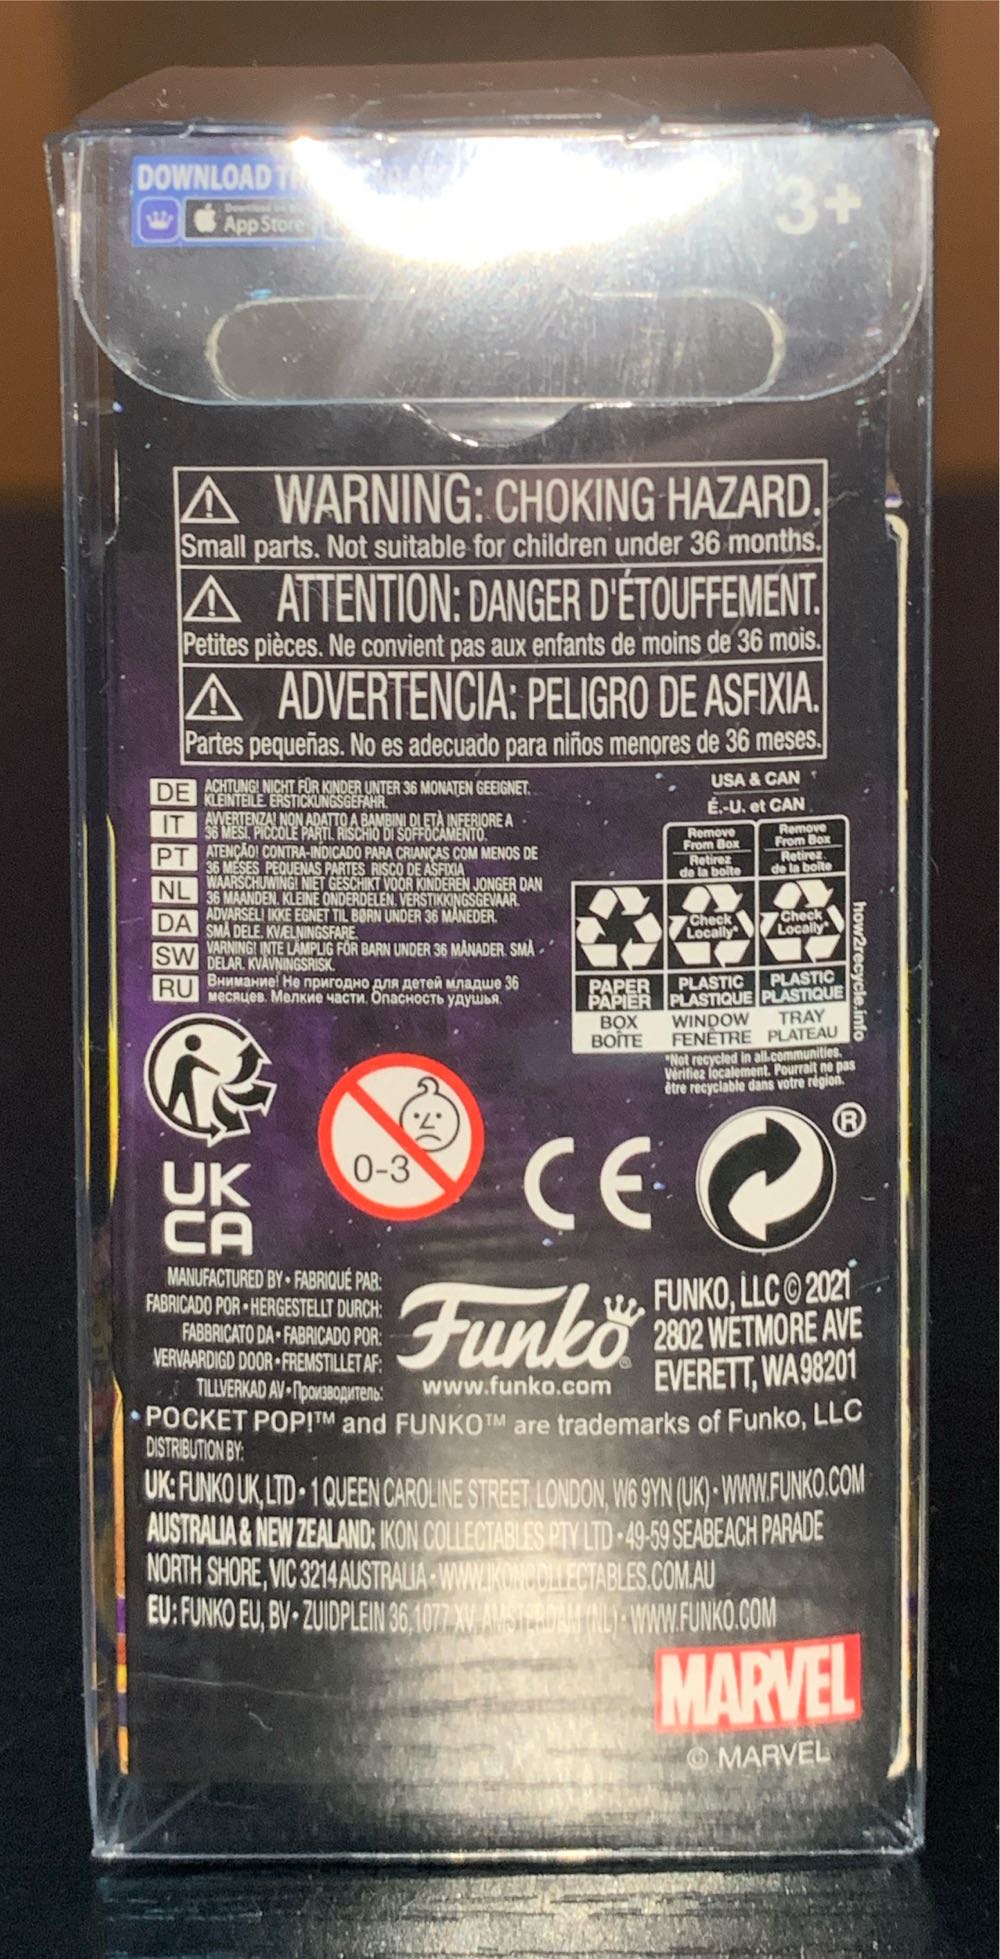 DOWNLOAD
Download on
App Store
3+
WARNING: CHOKING HAZARD.
Small parts. Not suitable for children under 36 months.
ATTENTION: DANGER D'ÉTOUFFEMENT.
Petites pièces. Ne convient pas aux enfants de moins de 36 mois.
ADVERTENCIA: PELIGRO DE ASFIXIA.
Partes pequeñas. No es adecuado para niños menores de 36 meses.
DE ACHTUNG! NICHT FÜR KINDER UNTER 36 MONATEN GEEIGNET.
KLEINTEILE. ERSTICKUNGSGEFAHR.
IT AVVERTENZA! NON ADATTO A BAMBINI DI ETÀ INFERIORE A
36 MESI. PICCOLE PARTI. RISCHIO DI SOFFOCAMENTO.
PT ATENÇÃO! CONTRA-INDICADO PARA CRIANÇAS COM MENOS DE
36 MESES PEQUENAS PARTES RISCO DE ASFIXIA
NL WAARSCHUWING! NIET GESCHIKT VOOR KINDEREN JONGER DAN
36 MAANDEN. KLEINE ONDERDELEN. VERSTIKKINGSGEVAAR.
DA ADVARSEL! IKKE EGNET TIL BØRN UNDER 36 MÅNEDER.
SMÅ DELE. KVÆLNINGSFARE.
SW VARNING! INTE LÄMPLIG FÖR BARN UNDER 36 MÅNADER. SMÅ
DELAR. KVÄVNINGSRISK.
RU Внимание! Не пригодно для детей младше 36
месяцев. Мелкие части. Опасность удушья.
USA & CAN
É.-U. et CAN
Remove
From Box
Retirez
de la boîte
Remove
From Box
Retirez
de la boîte
Check
Locally*
Check
Locally*
PAPER
PAPIER
PLASTIC
PLASTIQUE
PLASTIC
PLASTIQUE
BOX
BOÎTE
WINDOW
FENÊTRE
TRAY
PLATEAU
how2recycle.info
*Not recycled in all communities.
Vérifiez localement. Pourrait ne pas
être recyclable dans votre région.
0-3
UK
CA
CE
®
MANUFACTURED BY • FABRIQUÉ PAR:
FABRICADO POR • HERGESTELLT DURCH:
FABBRICATO DA • FABRICADO POR:
VERVAARDIGD DOOR • FREMSTILLET AF:
TILLVERKAD AV • Производитель:
Funko®
www.funko.com
FUNKO, LLC © 2021
2802 WETMORE AVE
EVERETT, WA 98201
POCKET POP!™ and FUNKO™ are trademarks of Funko, LLC
DISTRIBUTION BY:
UK: FUNKO UK, LTD • 1 QUEEN CAROLINE STREET, LONDON, W6 9YN (UK) • WWW.FUNKO.COM
AUSTRALIA & NEW ZEALAND: IKON COLLECTABLES PTY LTD • 49-59 SEABEACH PARADE
NORTH SHORE, VIC 3214 AUSTRALIA • WWW.IKONCOLLECTABLES.COM.AU
EU: FUNKO EU, BV • ZUIDPLEIN 36, 1077 XV, AMSTERDAM (NL) • WWW.FUNKO.COM
MARVEL
© MARVEL